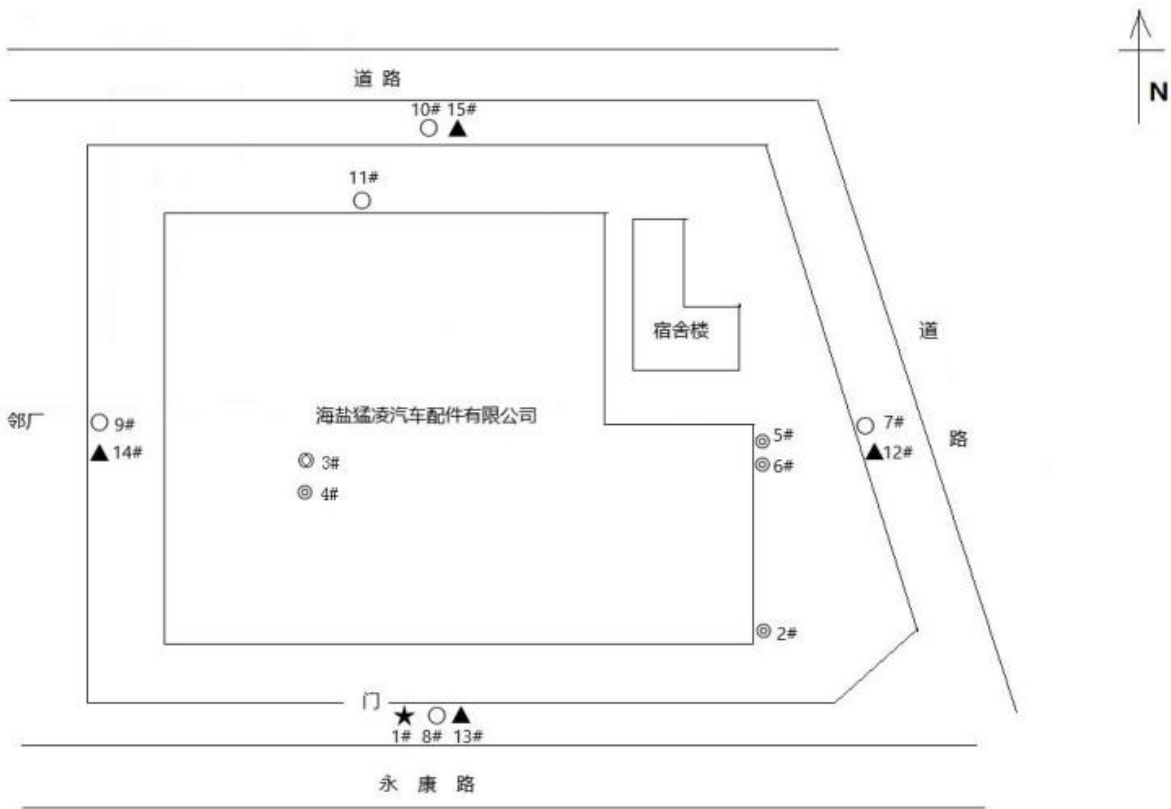 道 路
N
10# 15#
11#
宿舍楼
道
路
邻厂
海盐猛凌汽车配件有限公司
9#
14#
3#
4#
5#
6#
7#
12#
2#
门
1# 8# 13#
永 康 路